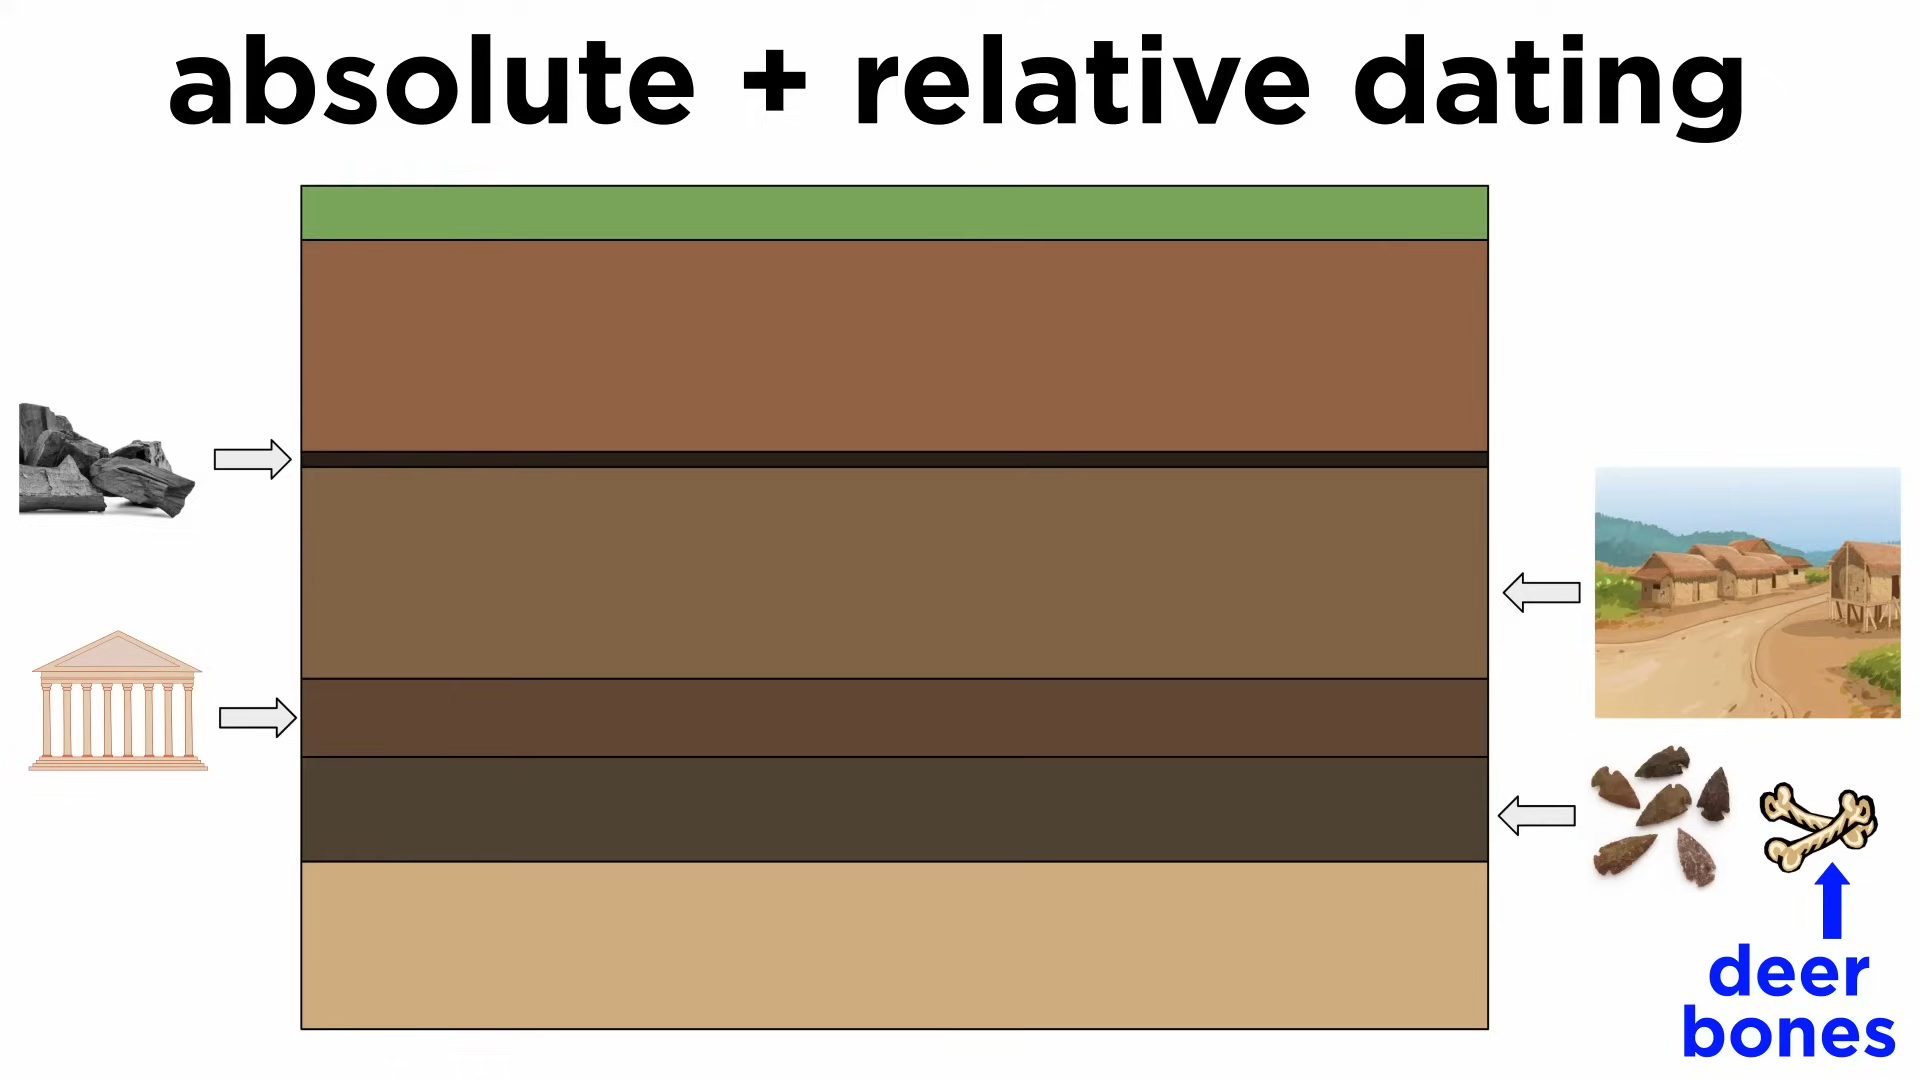 absolute + relative dating
deer
bones